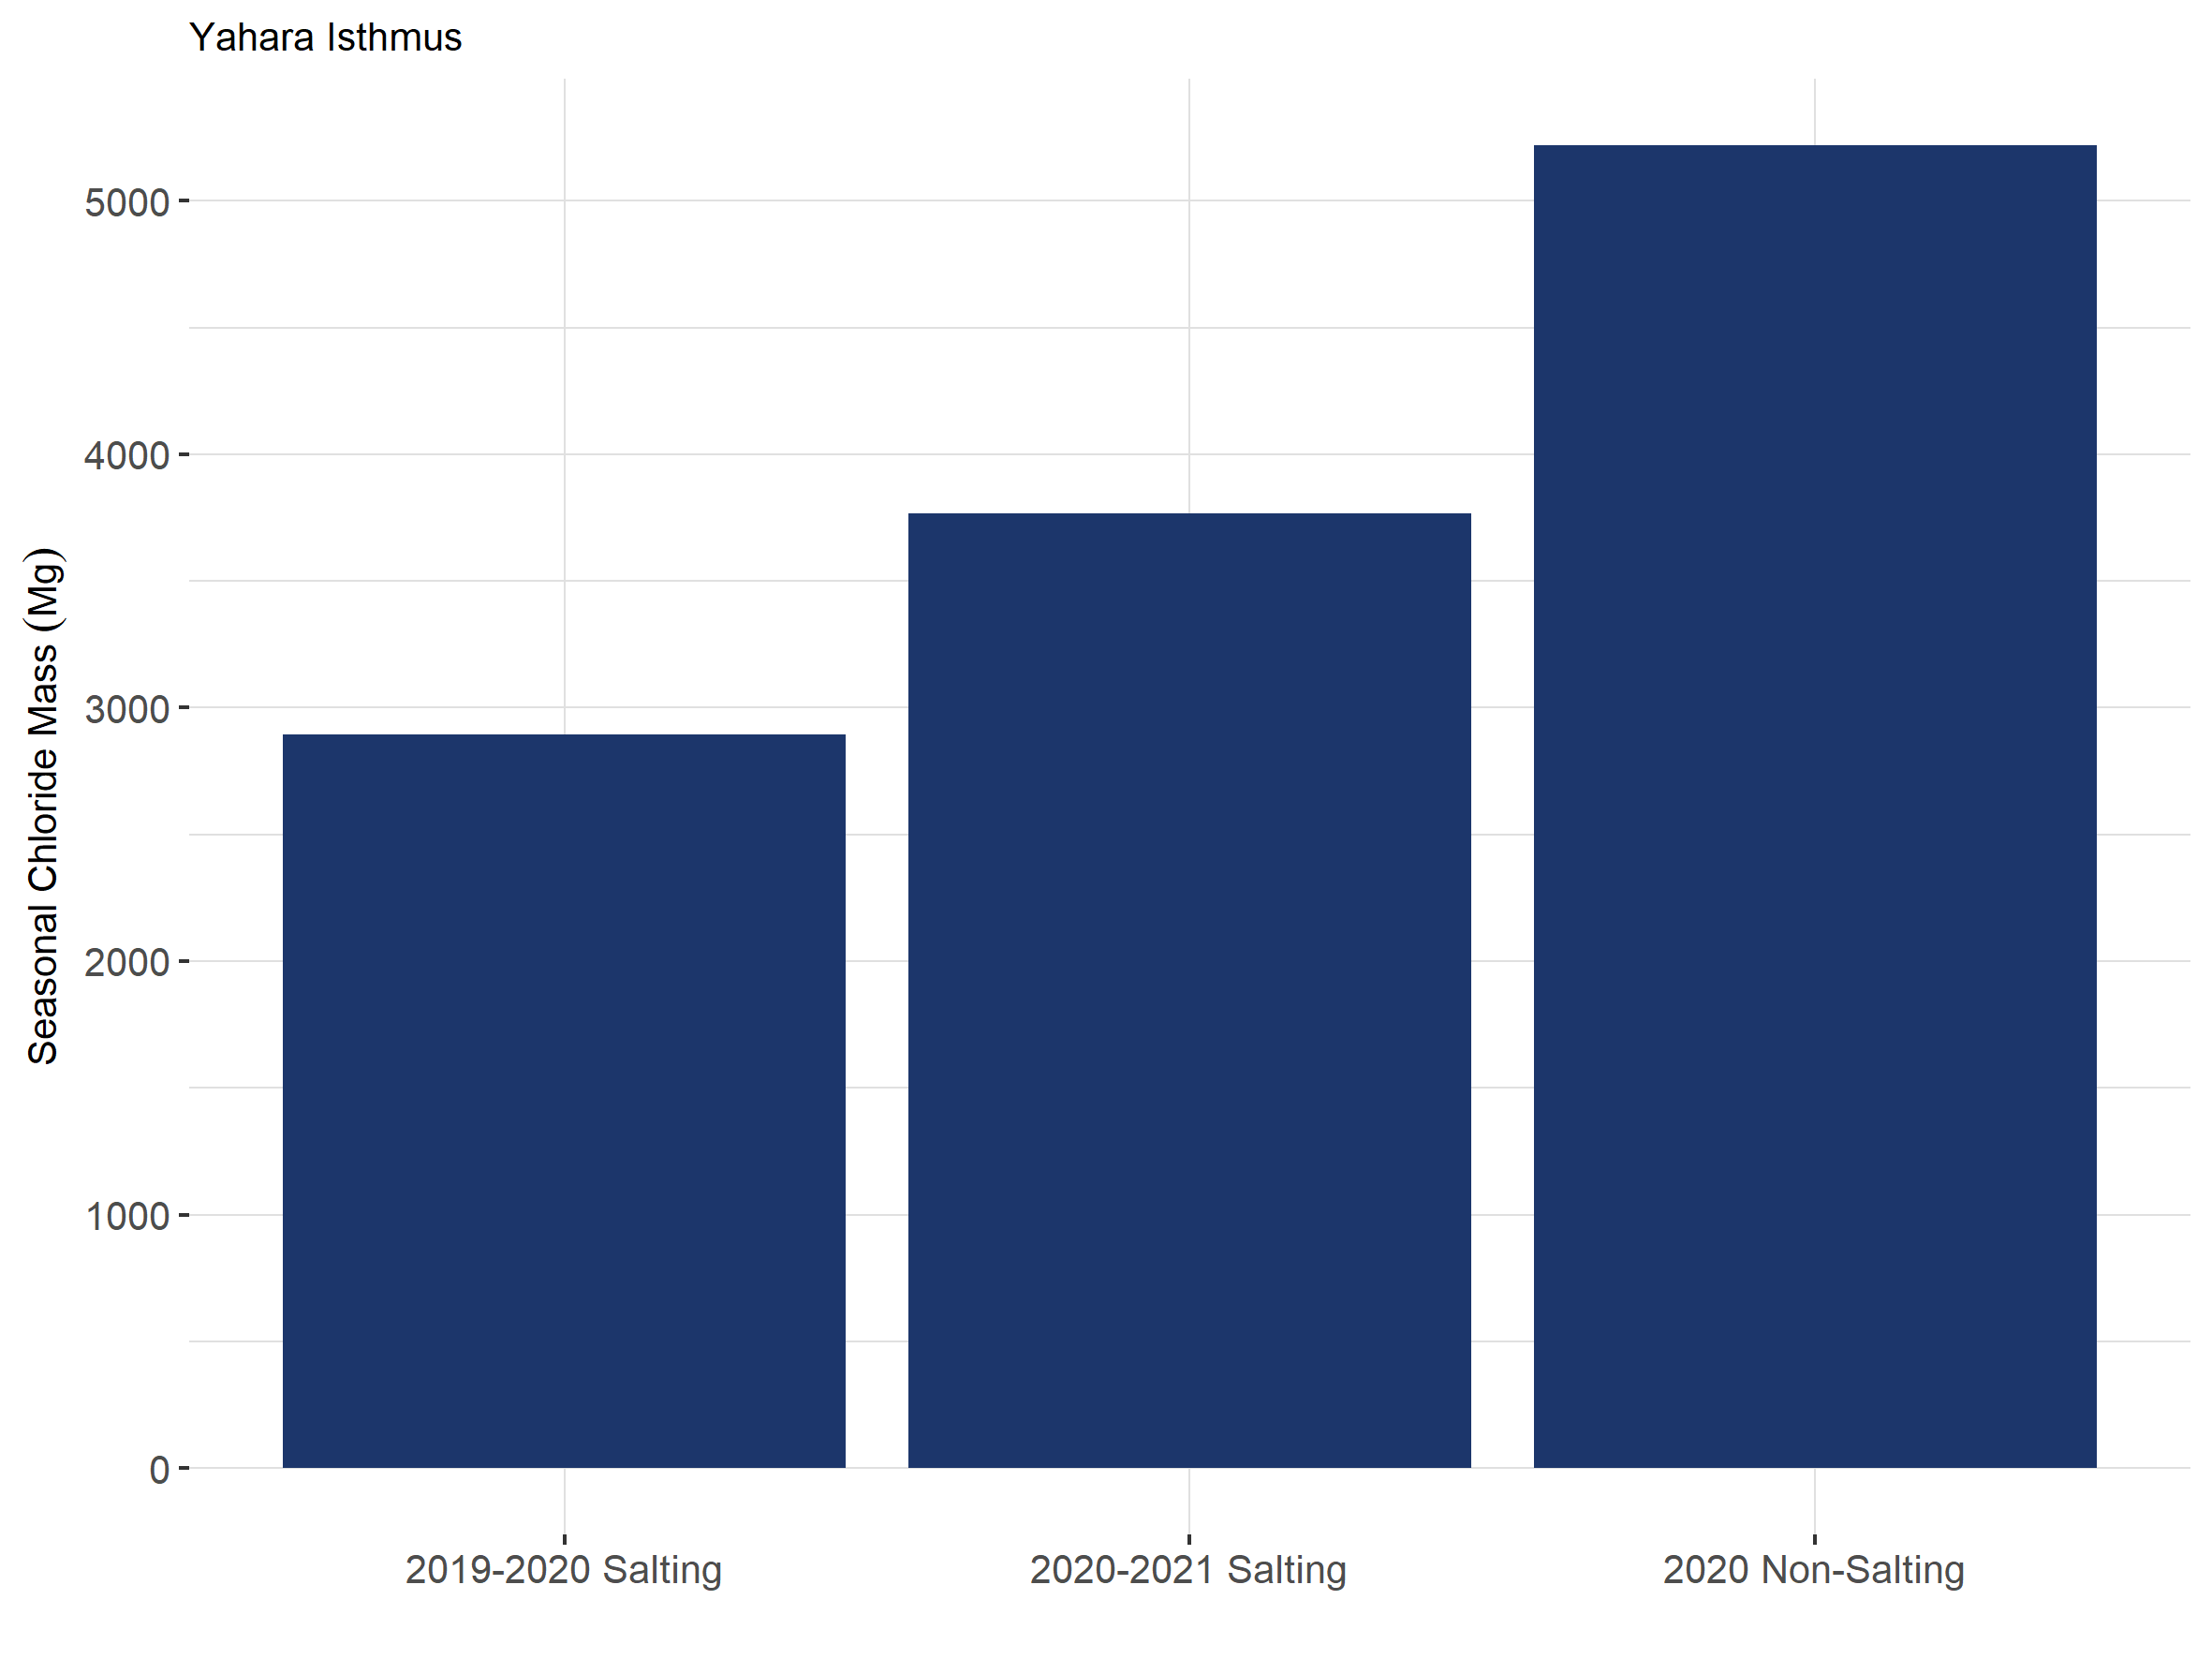 Yahara Isthmus
Seasonal Chloride Mass (Mg)
5000
4000
3000
2000
1000
0
2019-2020 Salting
2020-2021 Salting
2020 Non-Salting